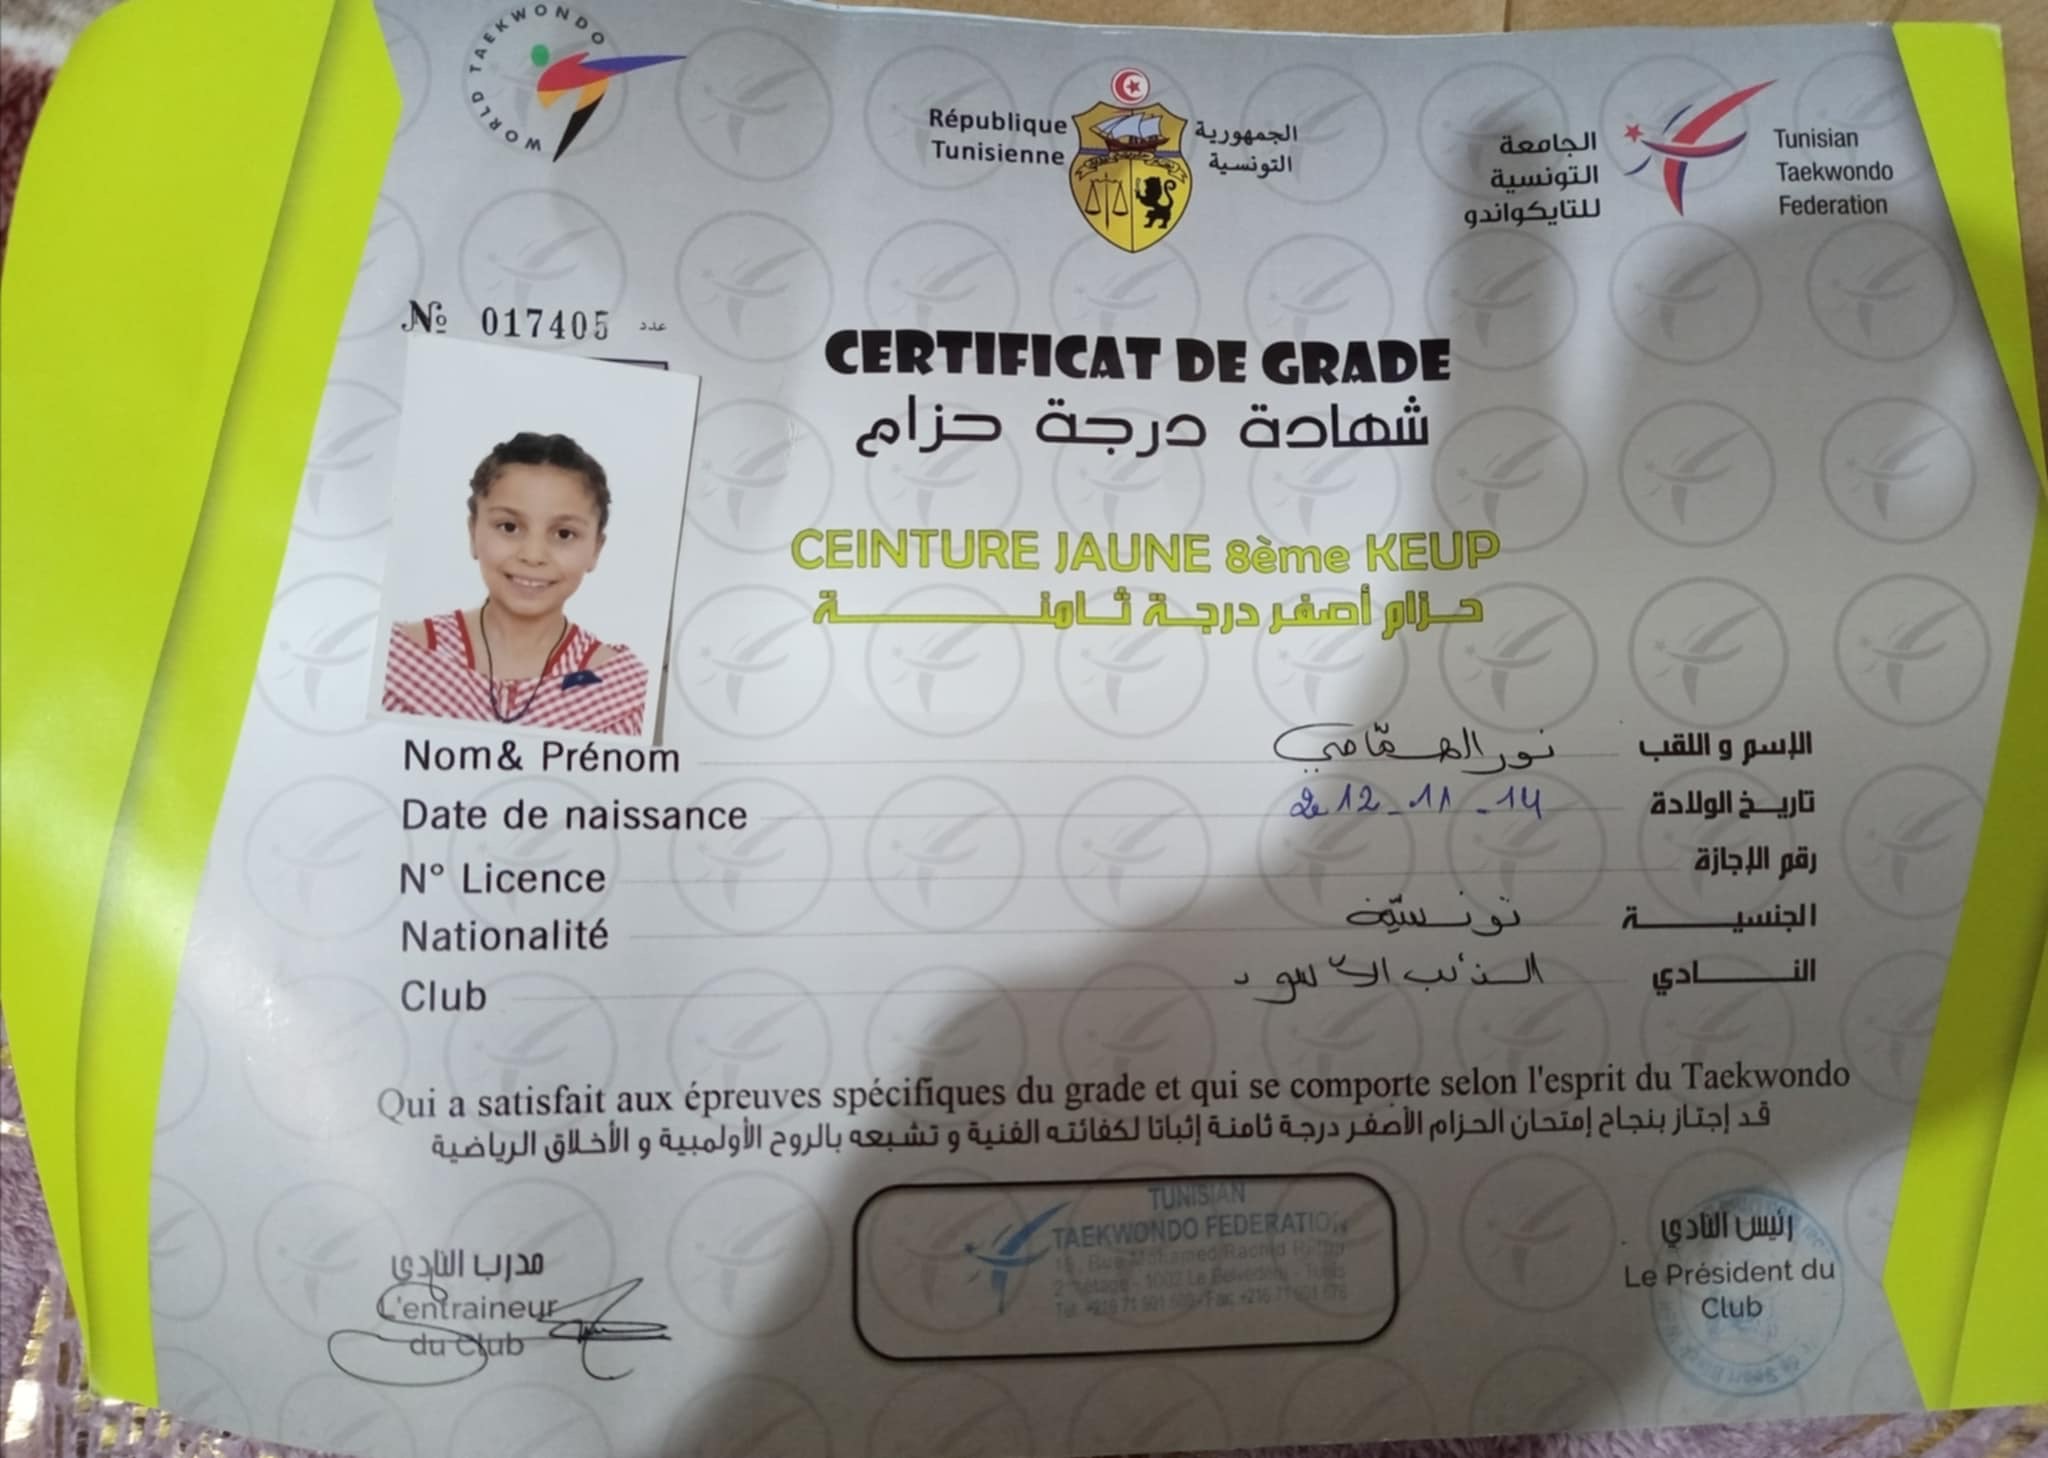 WORLD TAEKWONDO
République
Tunisienne
الجمهورية
التونسية
الجامعة
التونسية
للتايكواندو
Tunisian
Taekwondo
Federation
№ 017405 عدد
CERTIFICAT DE GRADE
شهادة درجة حزام
CEINTURE JAUNE 8ème KEUP
حزام أصفر درجة ثامنة
Nom& Prénom نور الهمّامي الإسم و اللقب
Date de naissance 12-11-14 تاريخ الولادة
N° Licence رقم الإجازة
Nationalité تونسيّة الجنسية
Club الذئب الأسود النادي
Qui a satisfait aux épreuves spécifiques du grade et qui se comporte selon l'esprit du Taekwondo
قد إجتاز بنجاح إمتحان الحزام الأصفر درجة ثامنة إثباتا لكفائته الفنية و تشبعه بالروح الأولمبية و الأخلاق الرياضية
مدرب النادي
L'entraineur
du Club
TUNISIAN
TAEKWONDO FEDERATION
رئيس النادي
Le Président du
Club